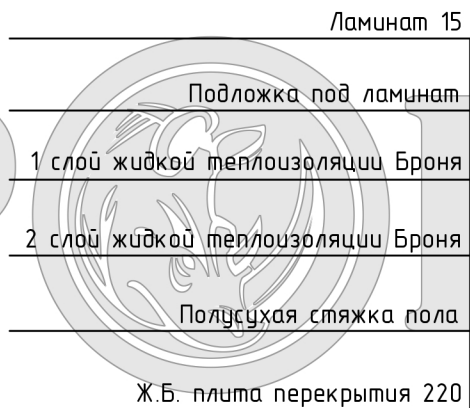 Ламинат 15
Подложка под ламинат
1 слой жидкой теплоизоляции Броня
2 слой жидкой теплоизоляции Броня
Полусухая стяжка пола
Ж.Б. плита перекрытия 220